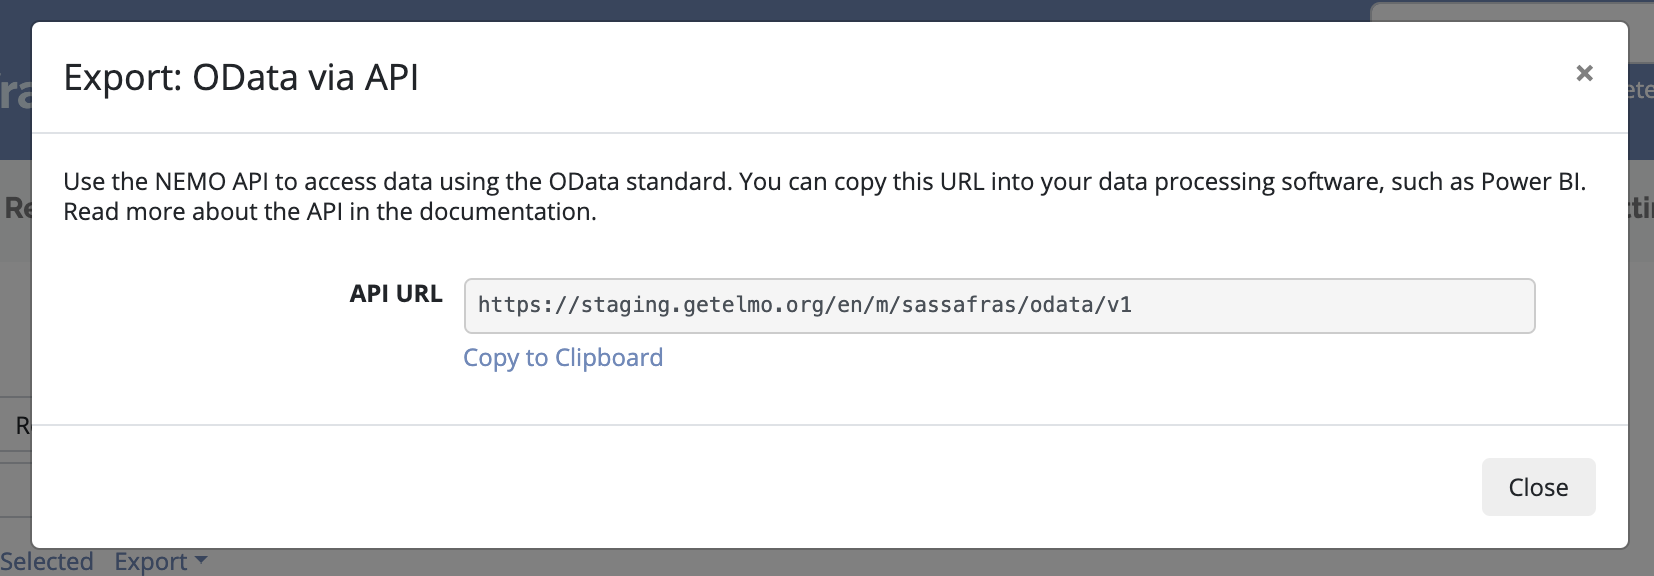 Export: OData via API
×
Use the NEMO API to access data using the OData standard. You can copy this URL into your data processing software, such as Power BI.
Read more about the API in the documentation.
API URL
https://staging.getelmo.org/en/m/sassafras/odata/v1
Copy to Clipboard
Close
Selected Export